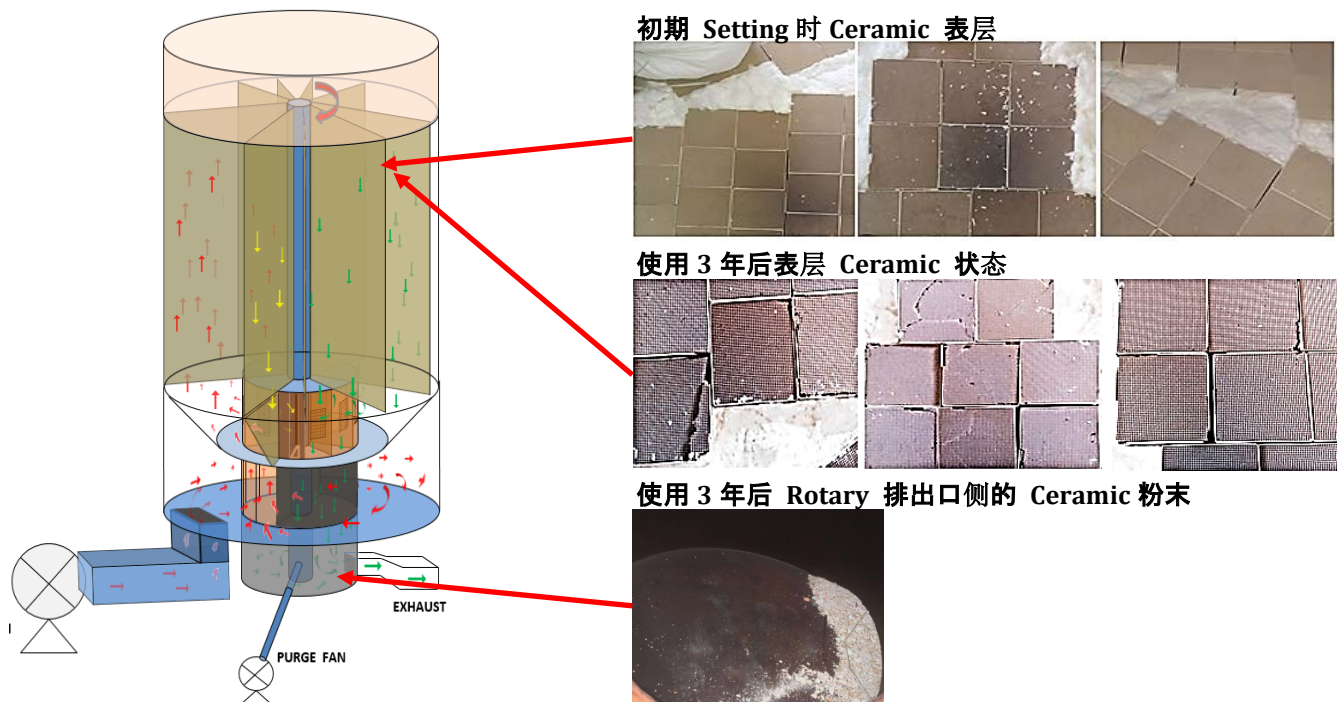 初期 Setting 时 Ceramic 表层
使用 3 年后表层 Ceramic 状态
使用 3 年后 Rotary 排出口侧的 Ceramic 粉末
EXHAUST
PURGE FAN